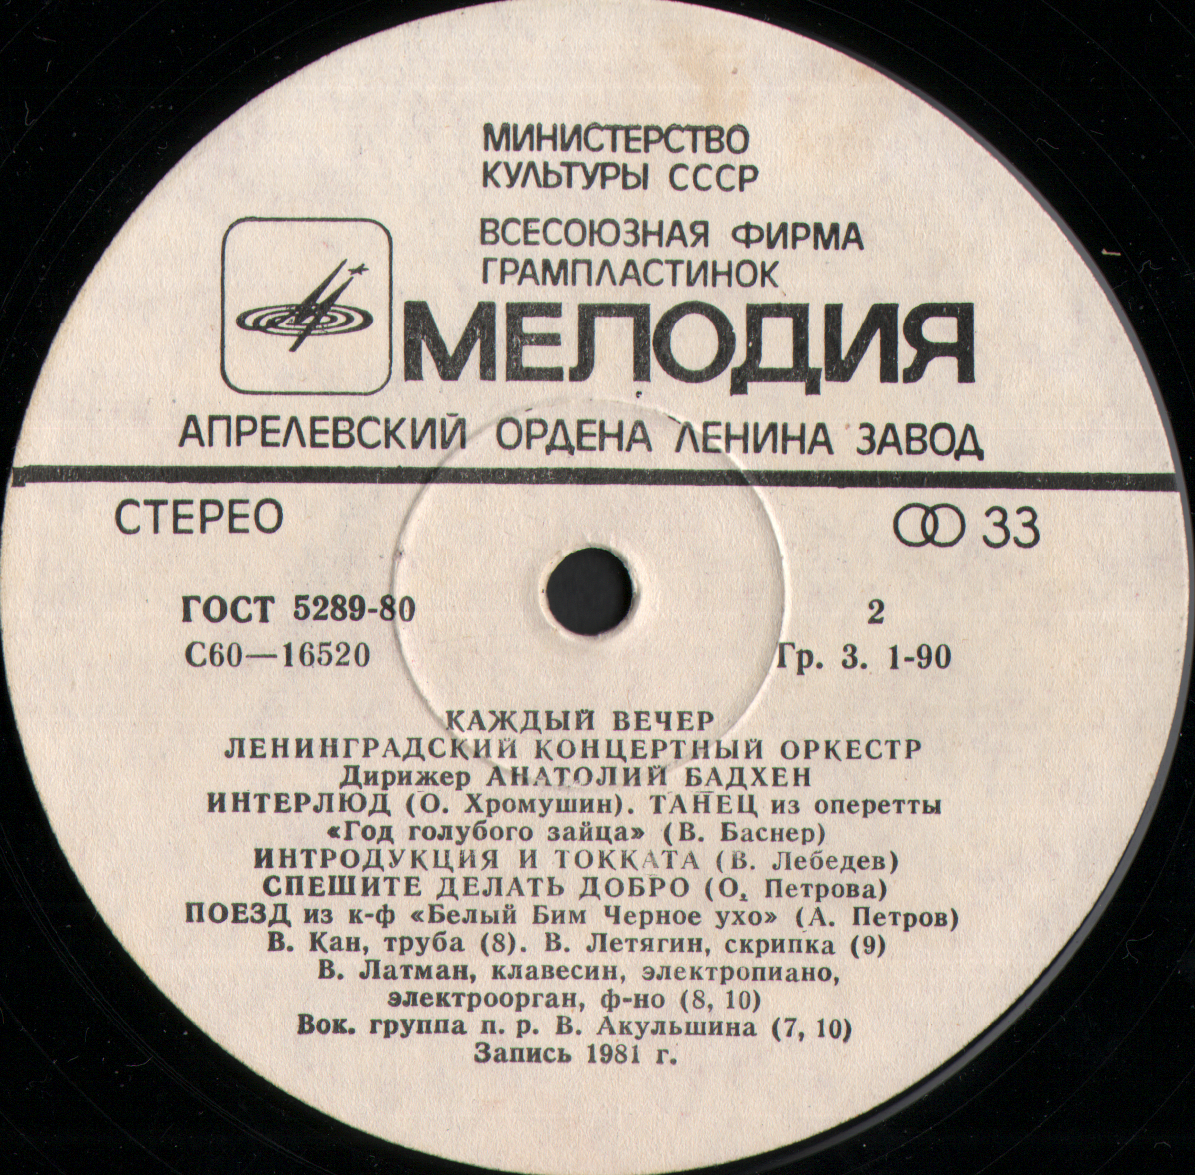 МИНИСТЕРСТВО
КУЛЬТУРЫ СССР
ВСЕСОЮЗНАЯ ФИРМА
ГРАМПЛАСТИНОК
МЕЛОДИЯ
АПРЕЛЕВСКИЙ ОРДЕНА ЛЕНИНА ЗАВОД
СТЕРЕО 33
ГОСТ 5289-80 2
С60—16520 Гр. 3. 1-90
КАЖДЫЙ ВЕЧЕР
ЛЕНИНГРАДСКИЙ КОНЦЕРТНЫЙ ОРКЕСТР
Дирижер АНАТОЛИЙ БАДХЕН
ИНТЕРЛЮД (О. Хромушин). ТАНЕЦ из оперетты
«Год голубого зайца» (В. Баснер)
ИНТРОДУКЦИЯ И ТОККАТА (В. Лебедев)
СПЕШИТЕ ДЕЛАТЬ ДОБРО (О. Петрова)
ПОЕЗД из к-ф «Белый Бим Черное ухо» (А. Петров)
В. Кан, труба (8). В. Летягин, скрипка (9)
В. Латман, клавесин, электропиано,
электроорган, ф-но (8, 10)
Вок. группа п. р. В. Акульшина (7, 10)
Запись 1981 г.